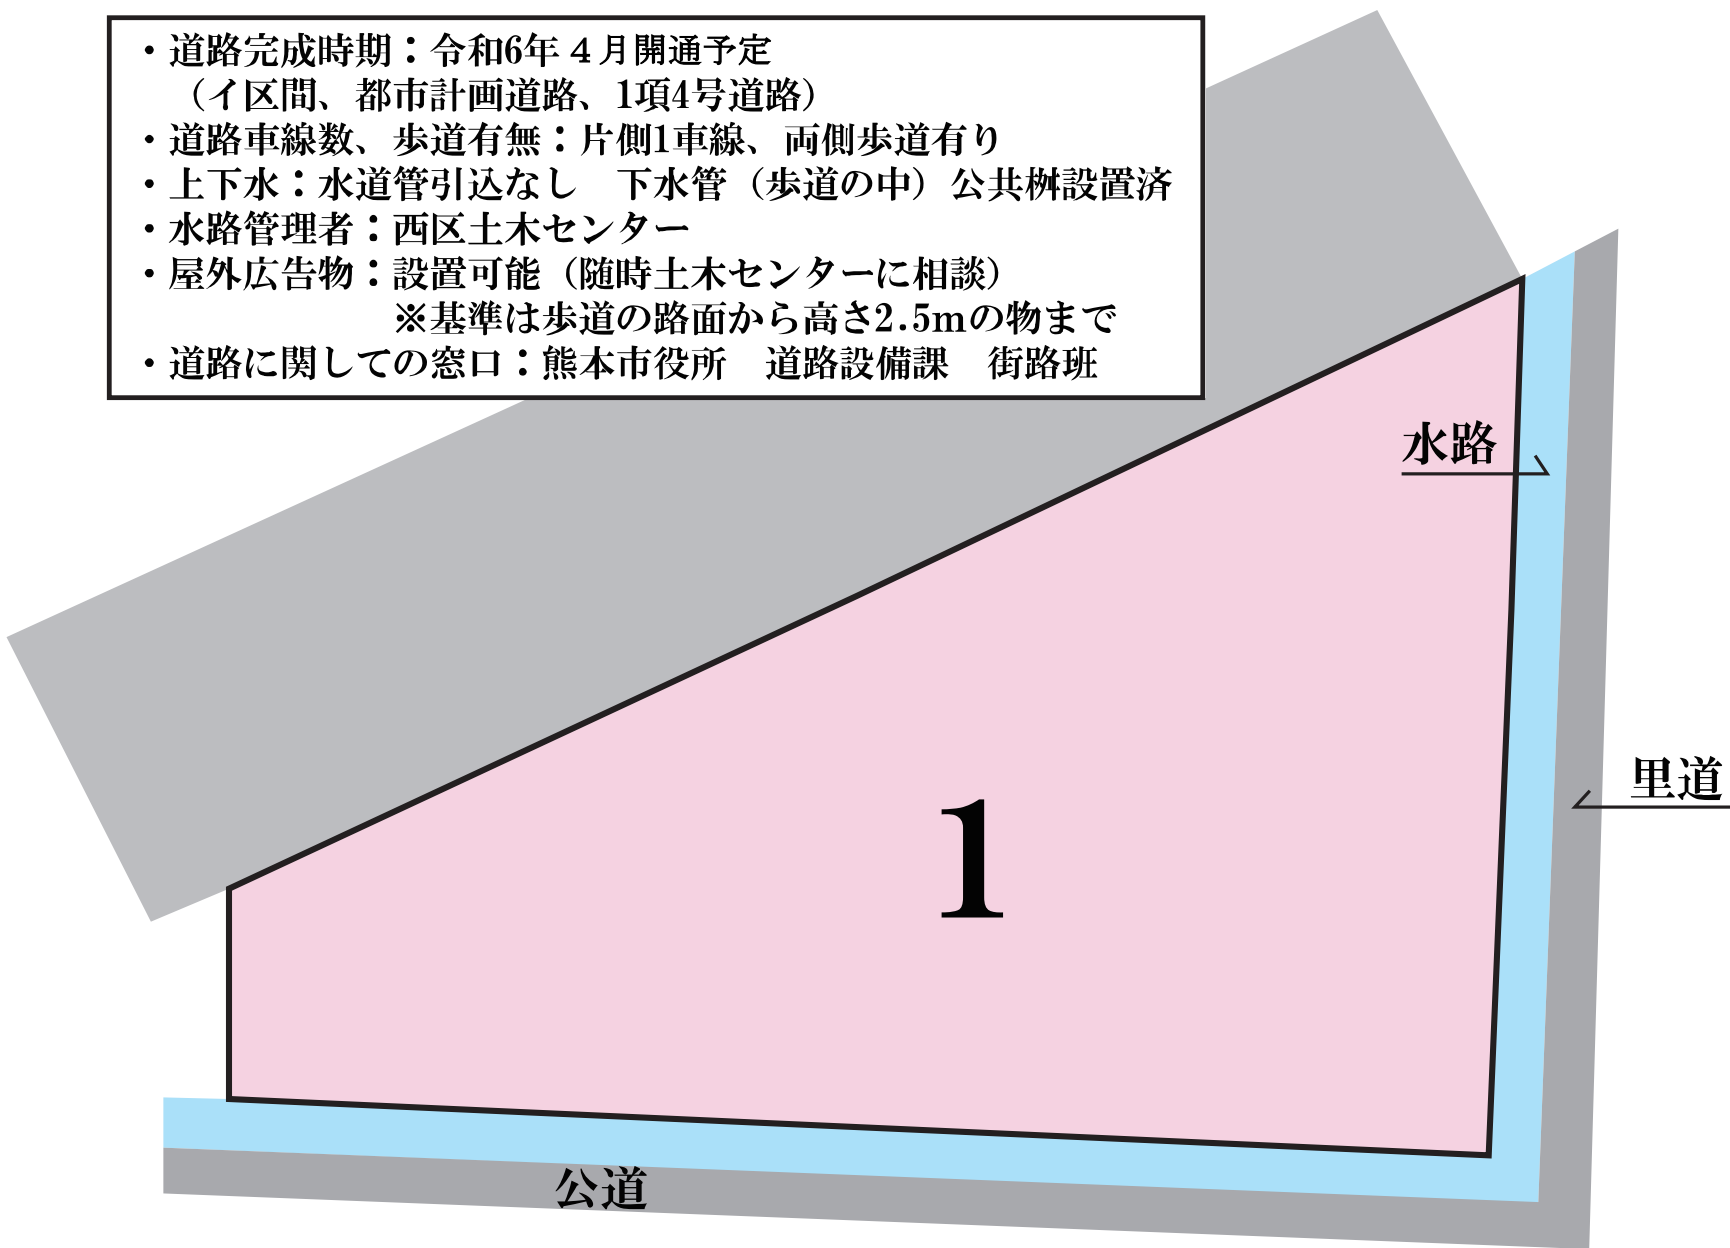 ・道路完成時期：令和6年４月開通予定
（イ区間、都市計画道路、1項4号道路）
・道路車線数、歩道有無：片側1車線、両側歩道有り
・上下水：水道管引込なし　下水管（歩道の中）公共桝設置済
・水路管理者：西区土木センター
・屋外広告物：設置可能（随時土木センターに相談）
※基準は歩道の路面から高さ2.5mの物まで
・道路に関しての窓口：熊本市役所　道路設備課　街路班
水路
里道
1
公道